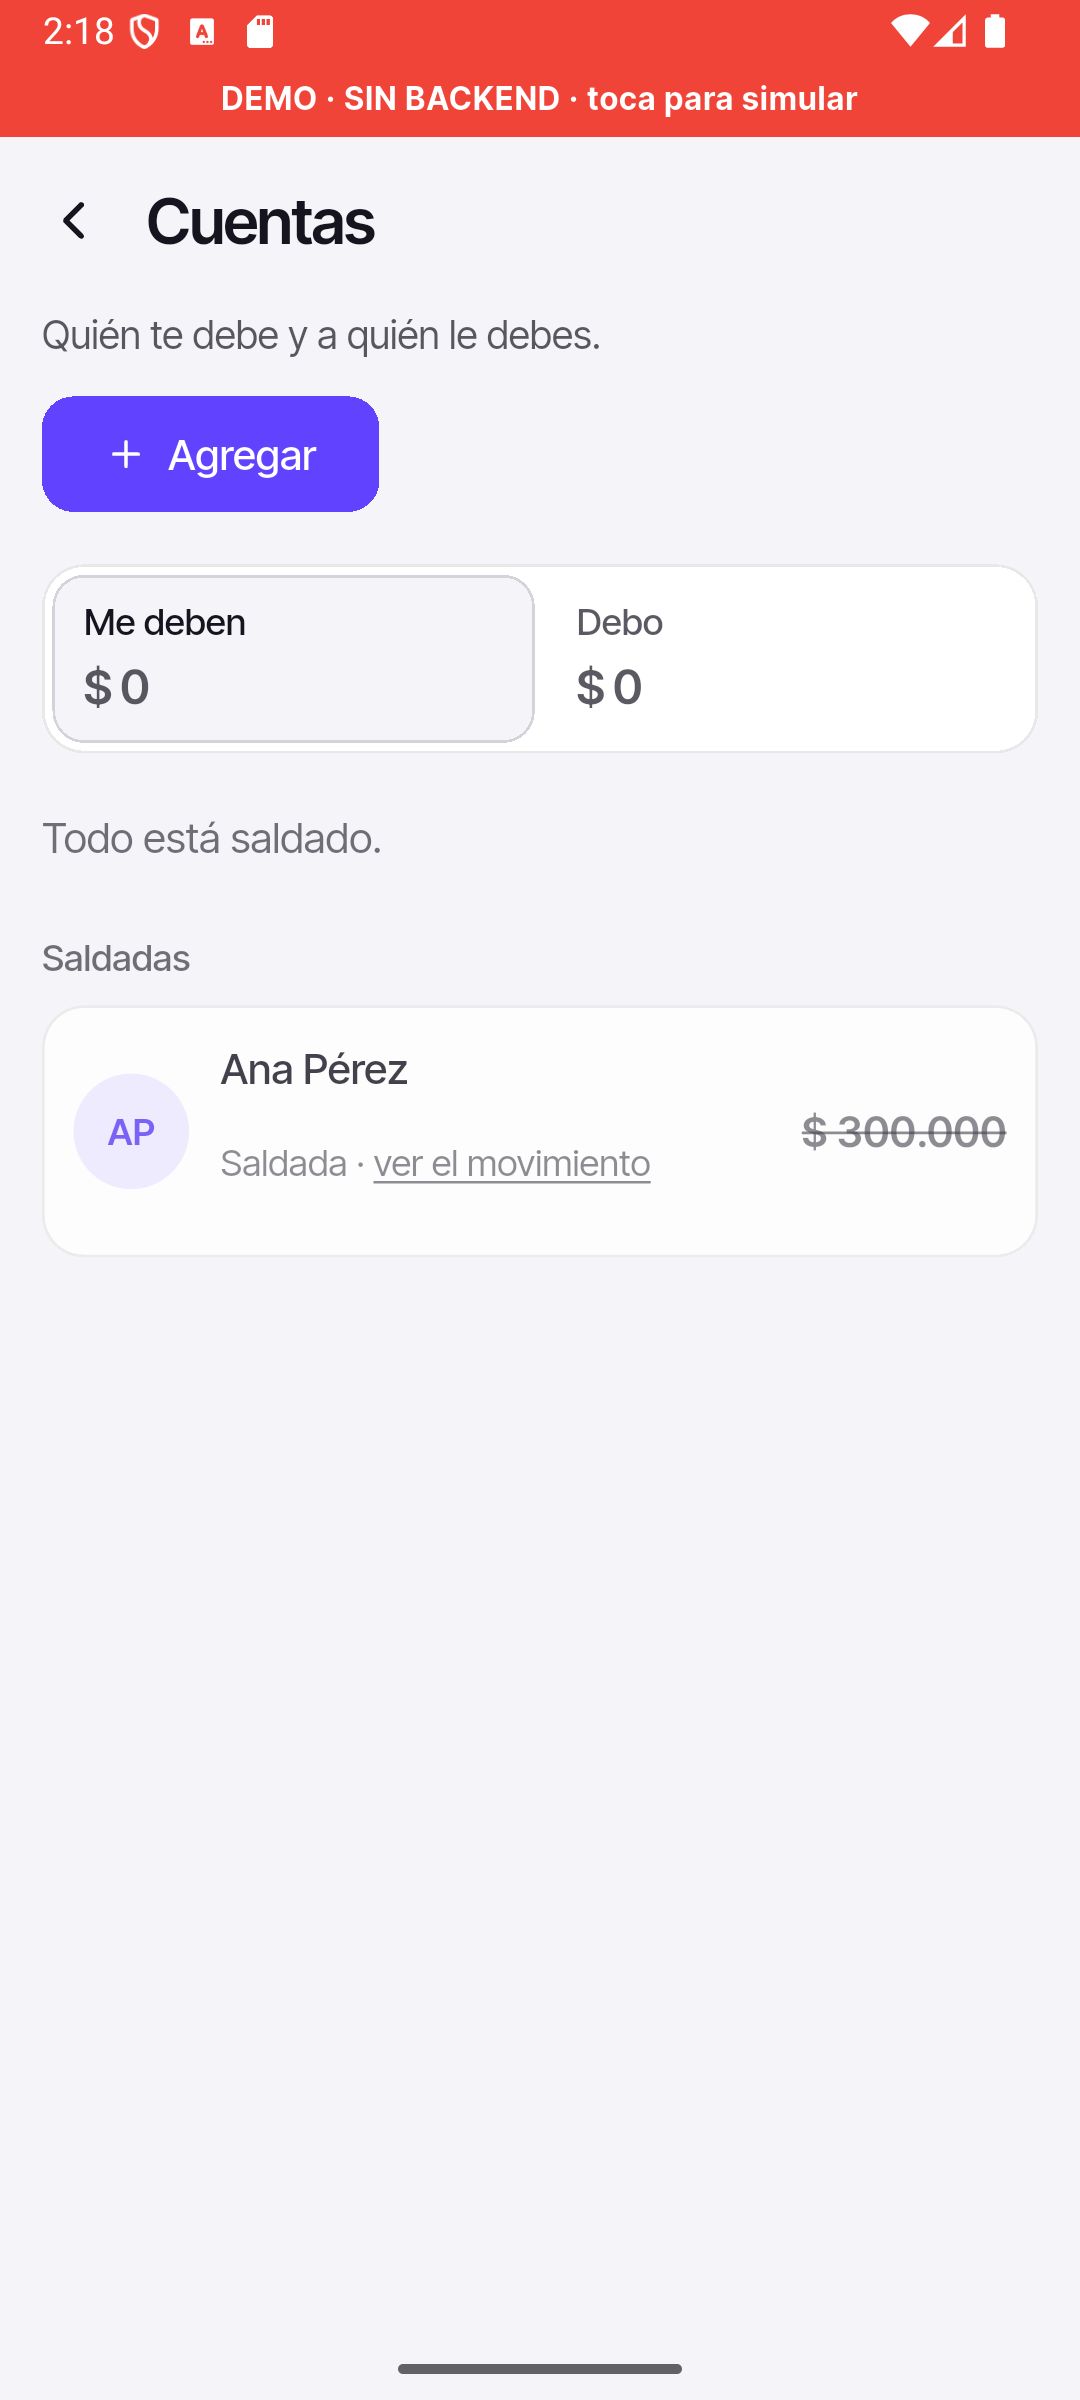 2:18
DEMO · SIN BACKEND · toca para simular
Cuentas
Quién te debe y a quién le debes.
+ Agregar
Me deben
$ 0
Debo
$ 0
Todo está saldado.
Saldadas
AP
Ana Pérez
Saldada · ver el movimiento
$ 300.000